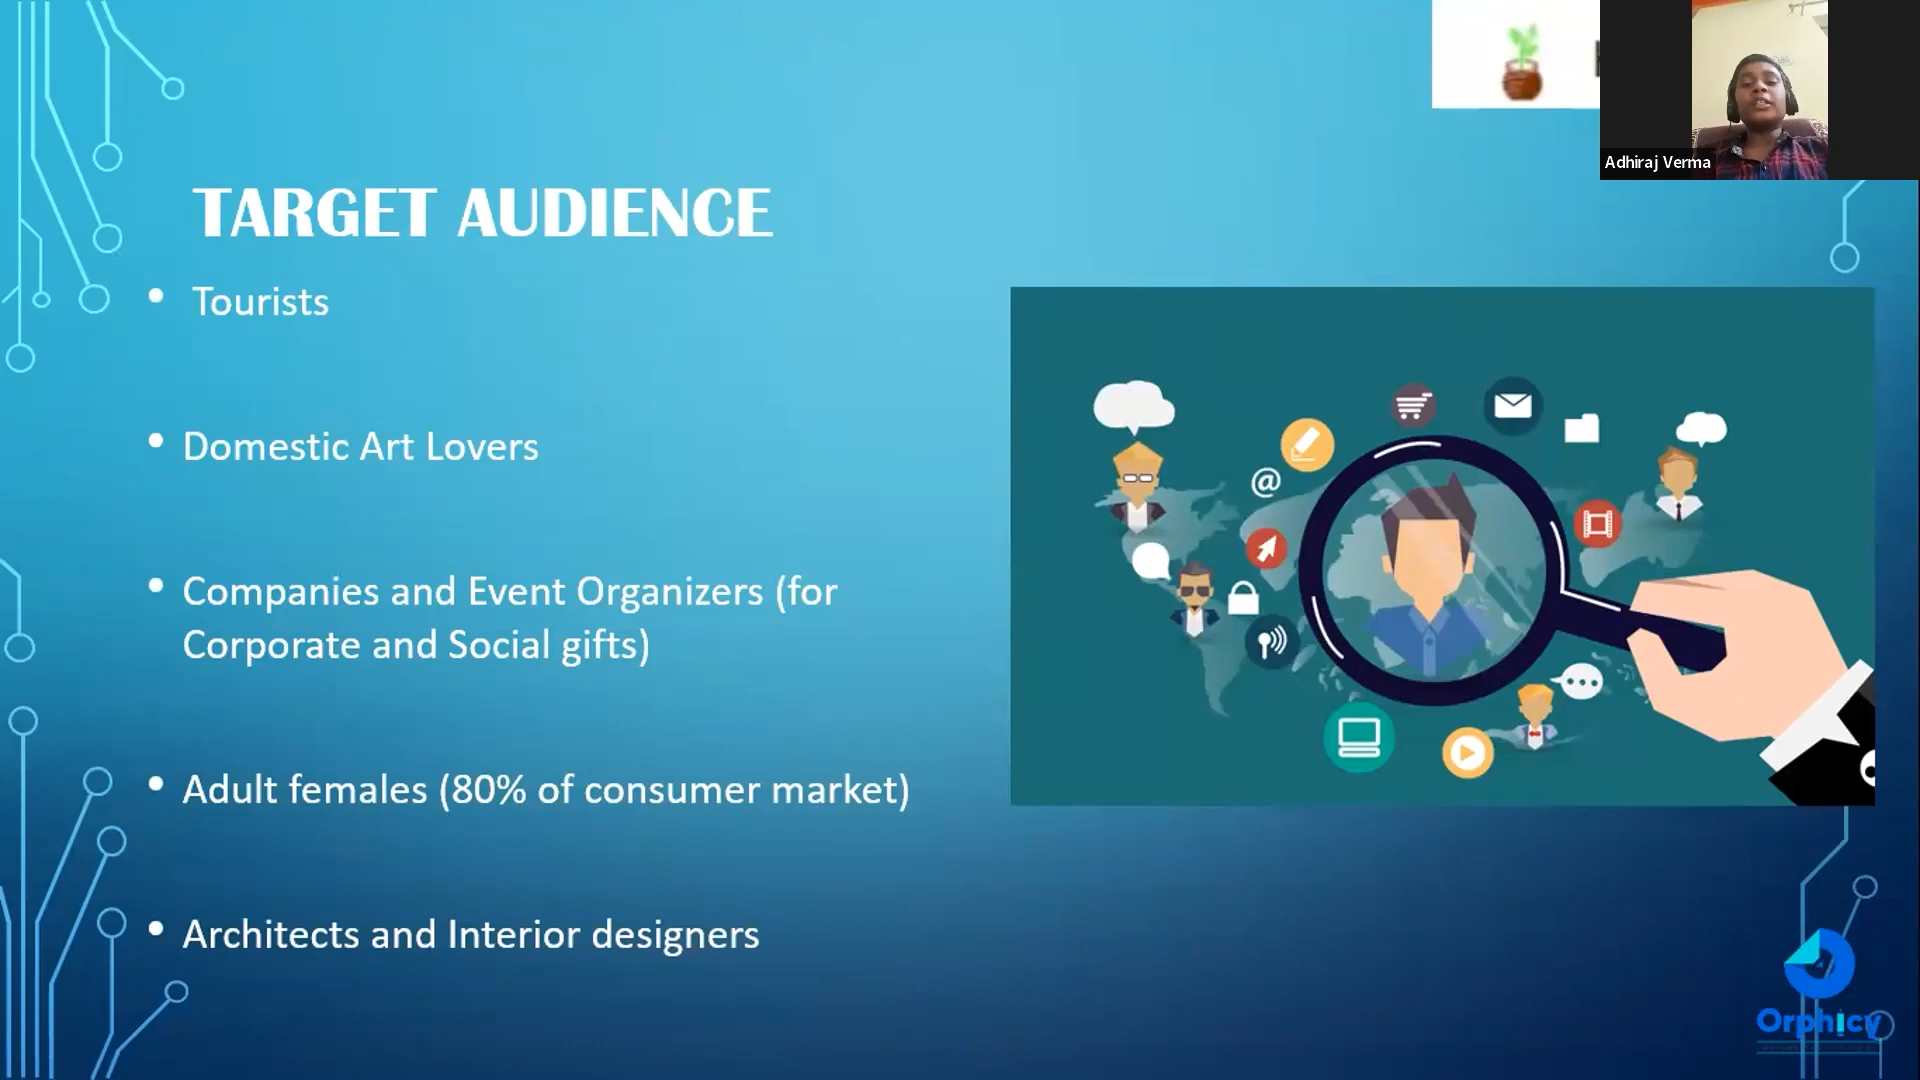 Adhiraj Verma
TARGET AUDIENCE
• Tourists
• Domestic Art Lovers
• Companies and Event Organizers (for
Corporate and Social gifts)
• Adult females (80% of consumer market)
• Architects and Interior designers
@
Orphicy